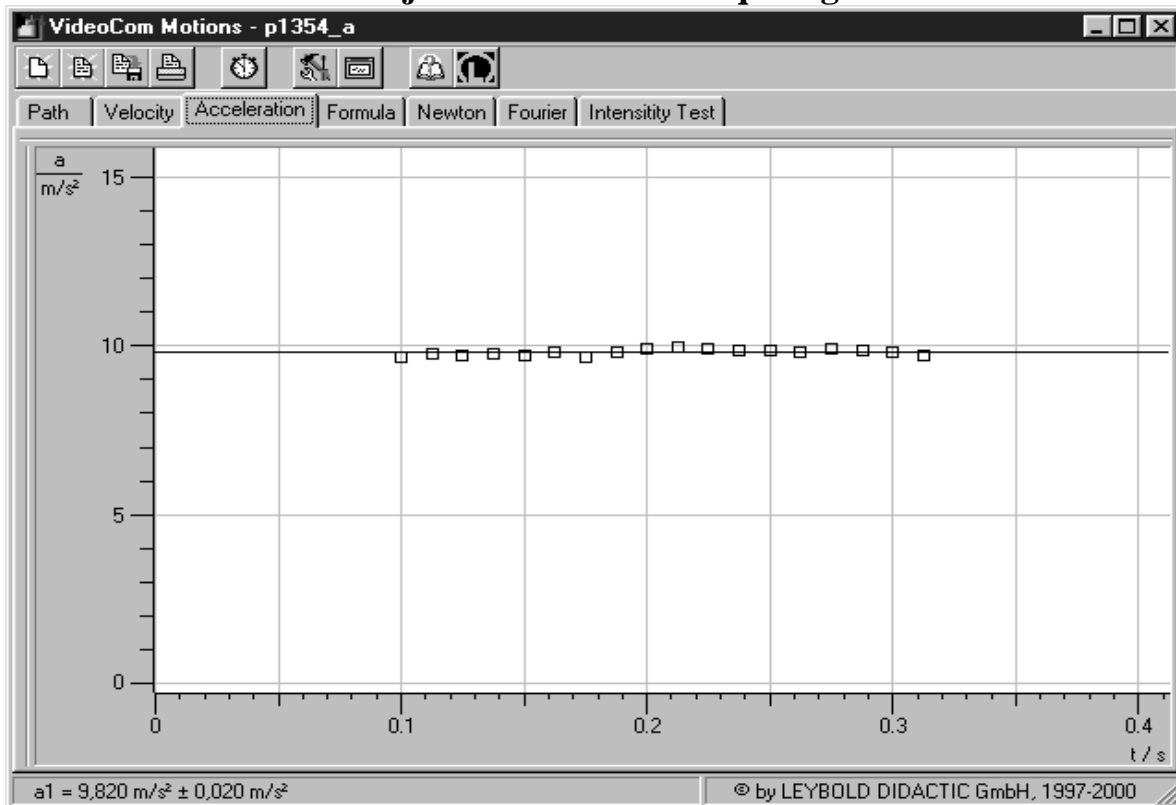 VideoCom Motions - p1354_a
Path Velocity Acceleration Formula Newton Fourier Intensitity Test
a
m/s²
15
10
5
0
0 0.1 0.2 0.3 0.4
t / s
a1 = 9,820 m/s² ± 0,020 m/s² © by LEYBOLD DIDACTIC GmbH, 1997-2000